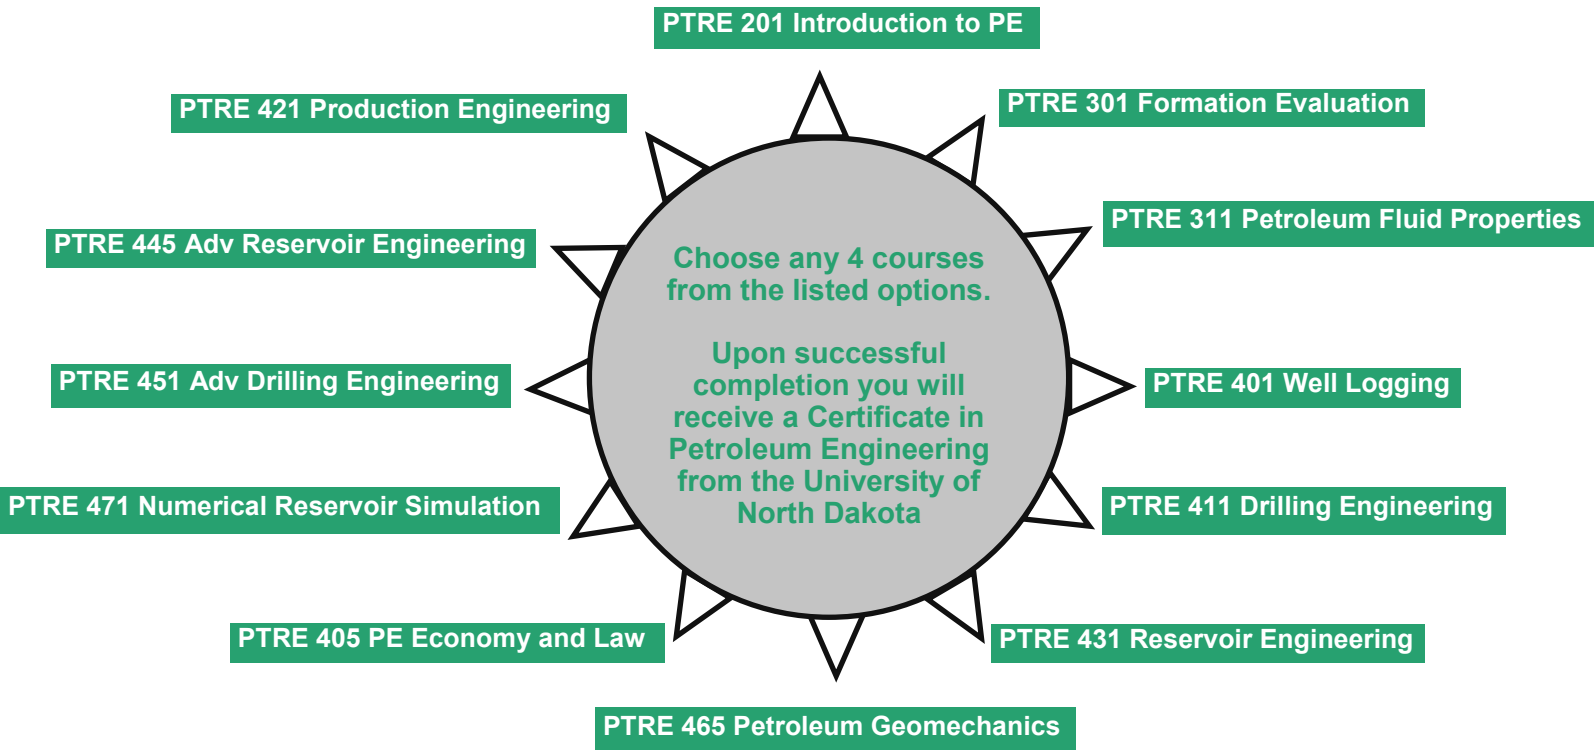 PTRE 201 Introduction to PE
PTRE 421 Production Engineering
PTRE 301 Formation Evaluation
PTRE 311 Petroleum Fluid Properties
PTRE 445 Adv Reservoir Engineering
Choose any 4 courses
from the listed options.
Upon successful
completion you will
receive a Certificate in
Petroleum Engineering
from the University of
North Dakota
PTRE 451 Adv Drilling Engineering
PTRE 401 Well Logging
PTRE 471 Numerical Reservoir Simulation
PTRE 411 Drilling Engineering
PTRE 405 PE Economy and Law
PTRE 431 Reservoir Engineering
PTRE 465 Petroleum Geomechanics